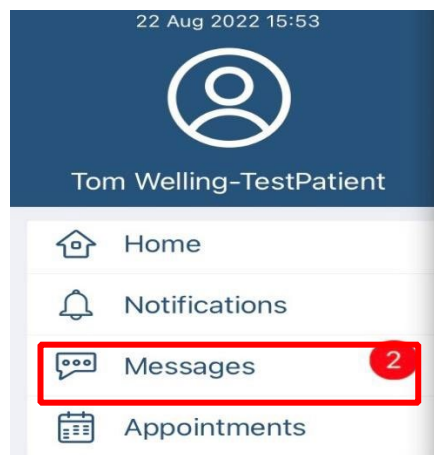 22 Aug 2022 15:53
Tom Welling-TestPatient
Home
Notifications
Messages 2
Appointments